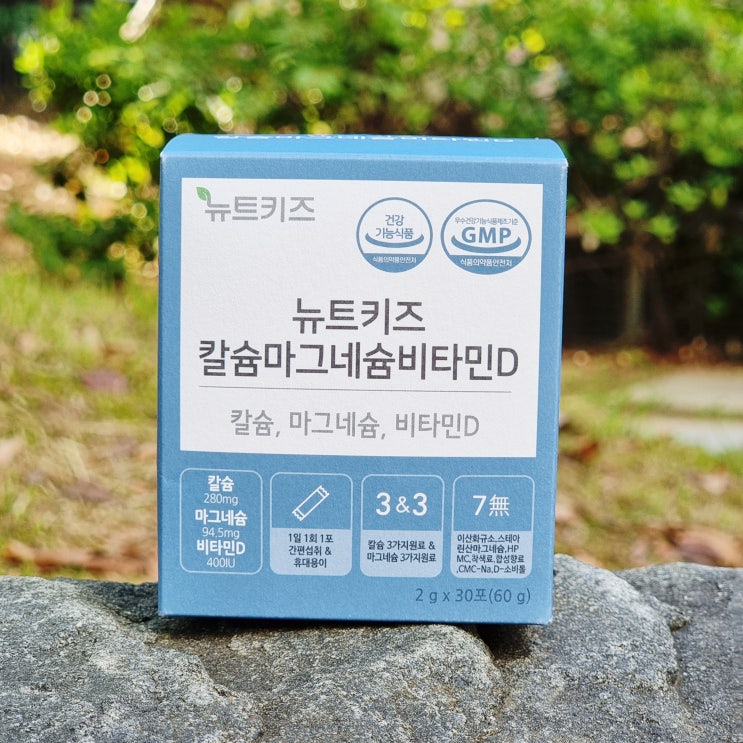 뉴트키즈
건강
기능식품
식품의약품안전처
우수건강기능식품제조기준
GMP
식품의약품안전처
뉴트키즈
칼슘마그네슘비타민D
칼슘, 마그네슘, 비타민D
칼슘
280mg
마그네슘
94.5mg
비타민D
400IU
1일 1회 1포
간편섭취 &
휴대용이
3&3
칼슘 3가지원료 &
마그네슘 3가지원료
7無
이산화규소,스테아
린산마그네슘,HP
MC,착색료,합성향료
,CMC-Na,D-소비톨
2 g x 30포(60 g)